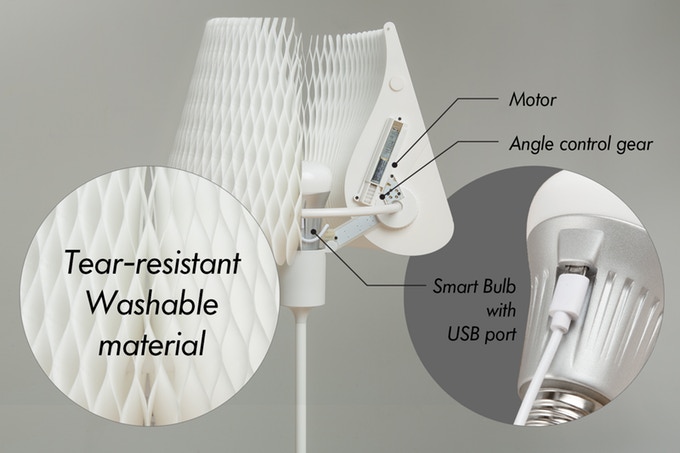 Motor
Angle control gear
Tear-resistant
Washable
material
Smart Bulb
with
USB port